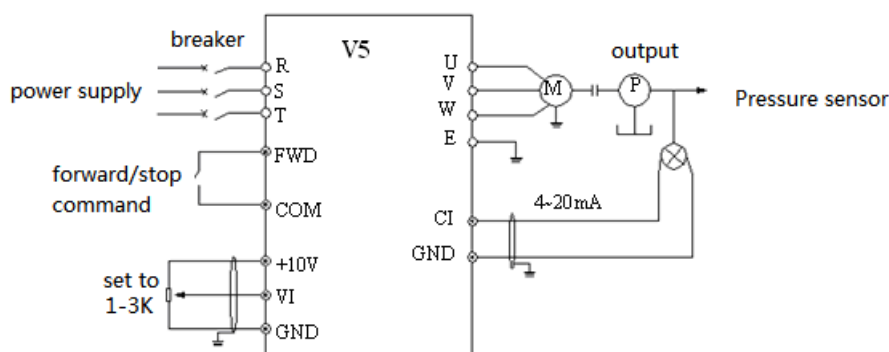 breaker
V5
power supply
R
S
T
FWD
forward/stop
command
COM
+10V
set to
1-3K
VI
GND
U
V
W
E
M
output
P
Pressure sensor
CI
4~20mA
GND